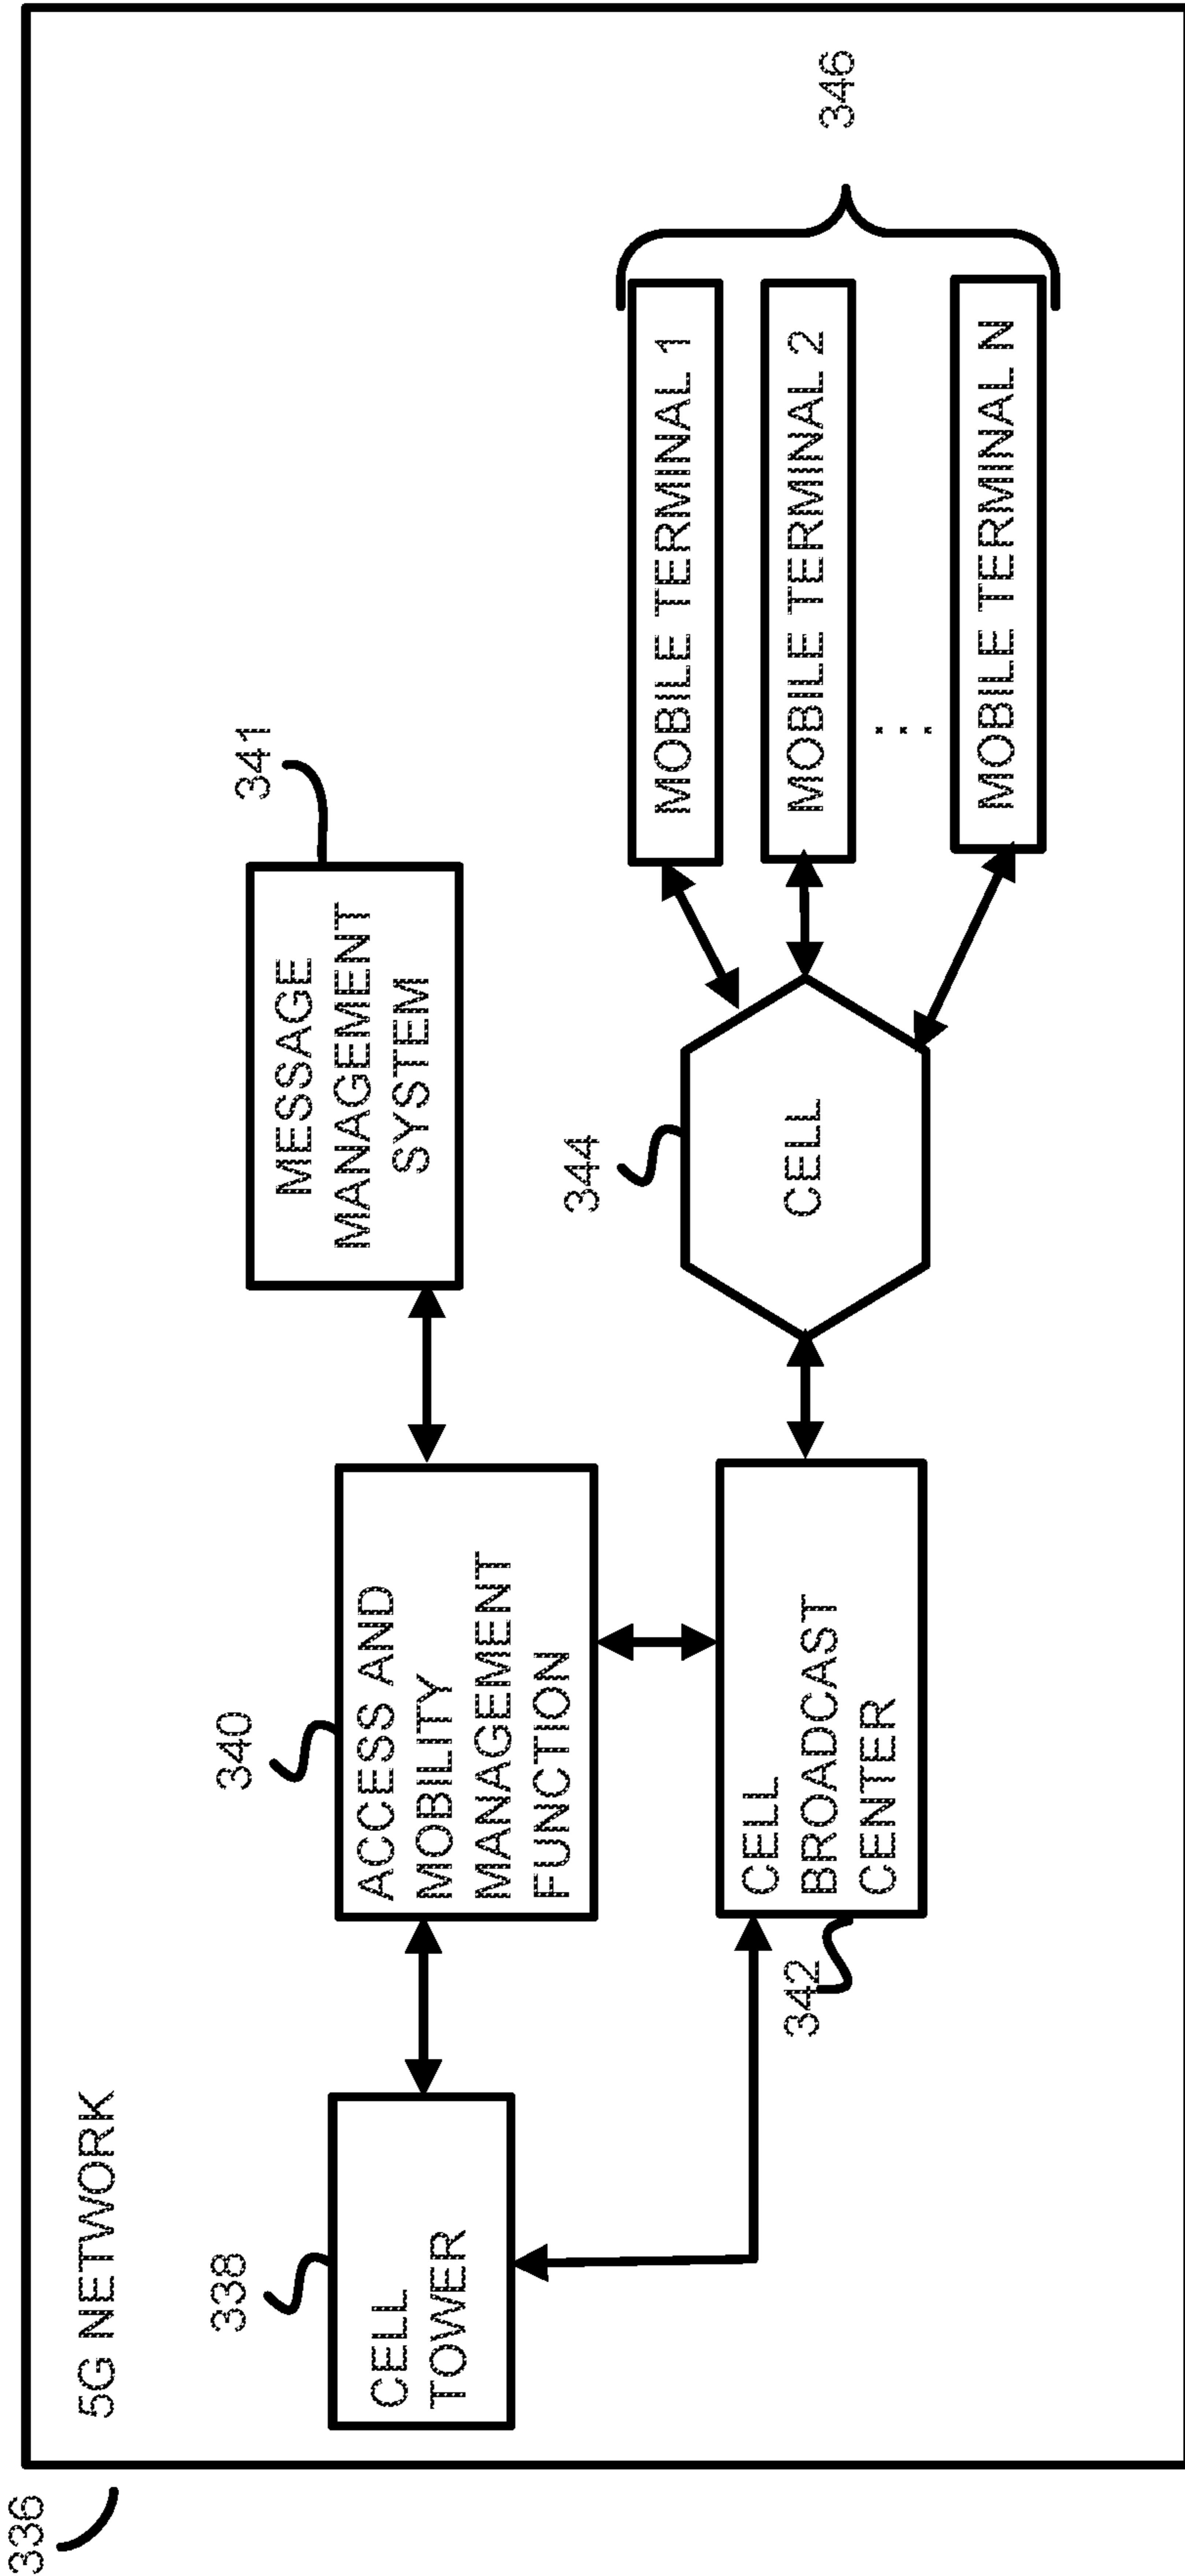 336
5G NETWORK
338
CELL
TOWER
340
ACCESS AND
MOBILITY
MANAGEMENT
FUNCTION
341
MESSAGE
MANAGEMENT
SYSTEM
342
CELL
BROADCAST
CENTER
344
CELL
MOBILE TERMINAL 1
MOBILE TERMINAL 2
. . .
MOBILE TERMINAL N
346